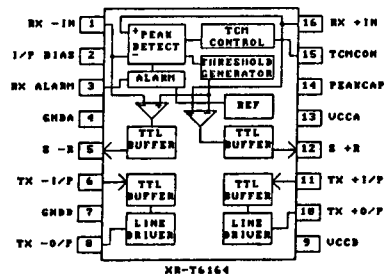 RX -IN 1
I/P BIAS 2
RX ALARM 3
GNDA 4
S -R 5
TX -I/P 6
GNDD 7
TX -O/P 8
+ PEAK
DETECT -
TCM
CONTROL
THRESHOLD
GENERATOR
ALARM
REF
TTL
BUFFER
TTL
BUFFER
TTL
BUFFER
TTL
BUFFER
LINE
DRIVER
LINE
DRIVER
16 RX +IN
15 TCMCON
14 PEAKCAP
13 VCCA
12 S +R
11 TX +I/P
10 TX +O/P
9 VCCD
XR-T6164